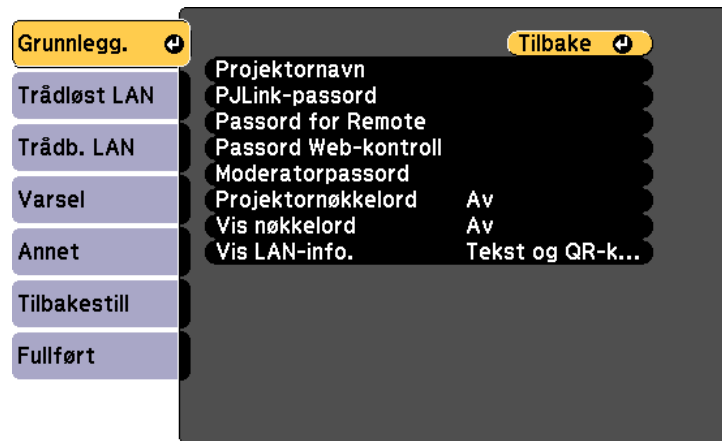 Grunnlegg.
Trådløst LAN
Trådb. LAN
Varsel
Annet
Tilbakestill
Fullført
Tilbake
Projektornavn
PJLink-passord
Passord for Remote
Passord Web-kontroll
Moderatorpassord
Projektornøkkelord Av
Vis nøkkelord Av
Vis LAN-info. Tekst og QR-k...